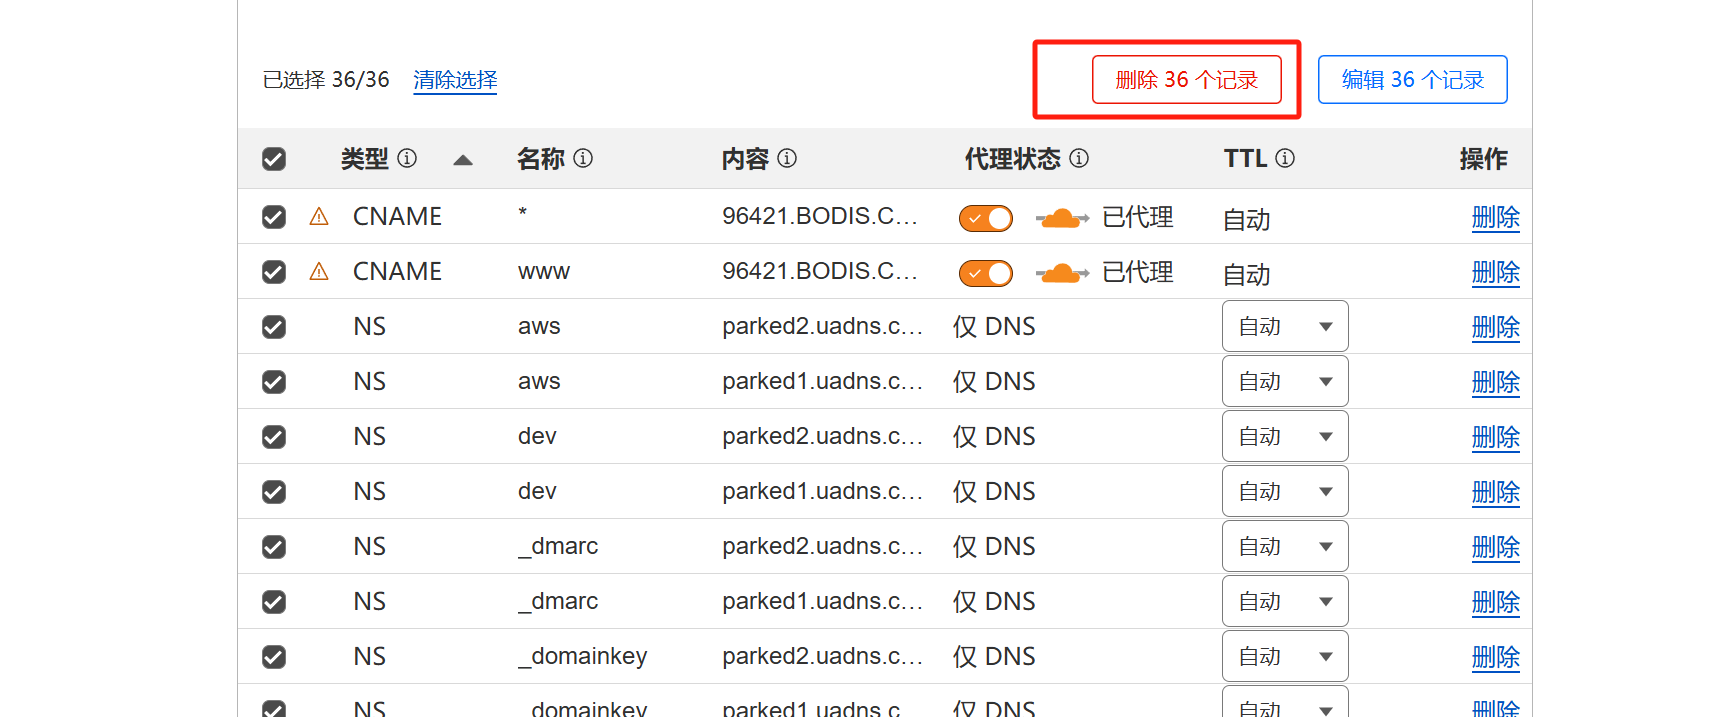 已选择 36/36 清除选择 删除 36 个记录 编辑 36 个记录
类型 名称 内容 代理状态 TTL 操作
CNAME * 96421.BODIS.C... 已代理 自动 删除
CNAME www 96421.BODIS.C... 已代理 自动 删除
NS aws parked2.uadns.c... 仅 DNS 自动 删除
NS aws parked1.uadns.c... 仅 DNS 自动 删除
NS dev parked2.uadns.c... 仅 DNS 自动 删除
NS dev parked1.uadns.c... 仅 DNS 自动 删除
NS _dmarc parked2.uadns.c... 仅 DNS 自动 删除
NS _dmarc parked1.uadns.c... 仅 DNS 自动 删除
NS _domainkey parked2.uadns.c... 仅 DNS 自动 删除
NS _domainkey parked1.uadns.c 仅 DNS 自动 删除